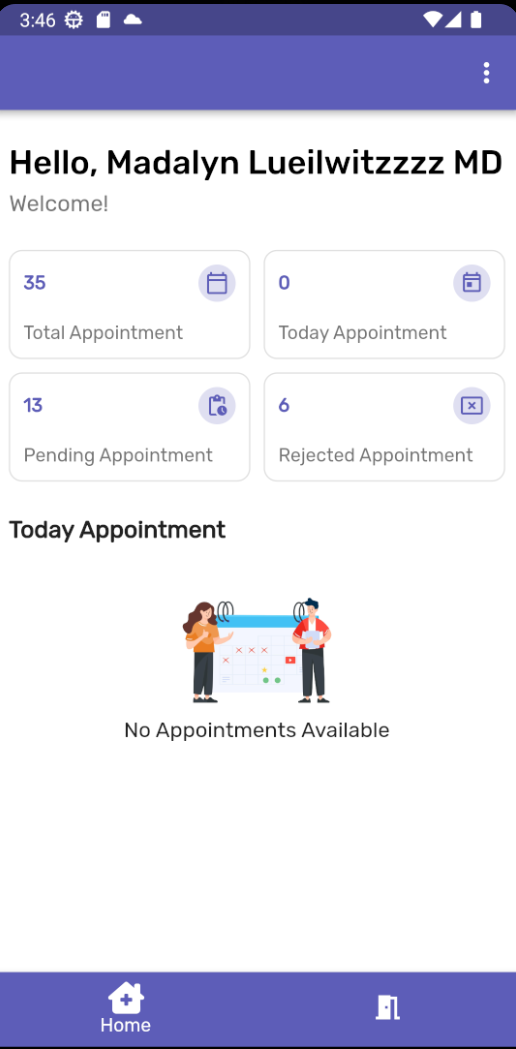 3:46
Hello, Madalyn Lueilwitzzzz MD
Welcome!
35
Total Appointment
0
Today Appointment
13
Pending Appointment
6
Rejected Appointment
Today Appointment
No Appointments Available
Home